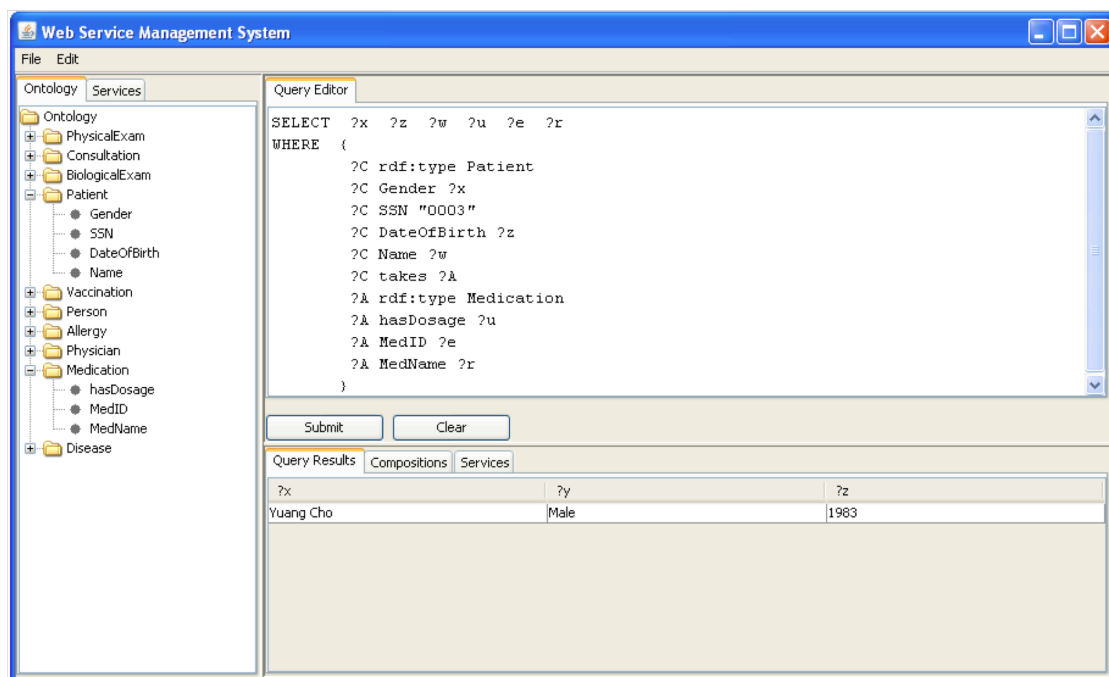 Web Service Management System
File Edit
Ontology Services
Ontology
PhysicalExam
Consultation
BiologicalExam
Patient
Gender
SSN
DateOfBirth
Name
Vaccination
Person
Allergy
Physician
Medication
hasDosage
MedID
MedName
Disease
Query Editor
SELECT ?x ?z ?w ?u ?e ?r
WHERE {
?C rdf:type Patient
?C Gender ?x
?C SSN "0003"
?C DateOfBirth ?z
?C Name ?w
?C takes ?A
?A rdf:type Medication
?A hasDosage ?u
?A MedID ?e
?A MedName ?r
}
Submit Clear
Query Results Compositions Services
?x ?y ?z
Yuang Cho Male 1983